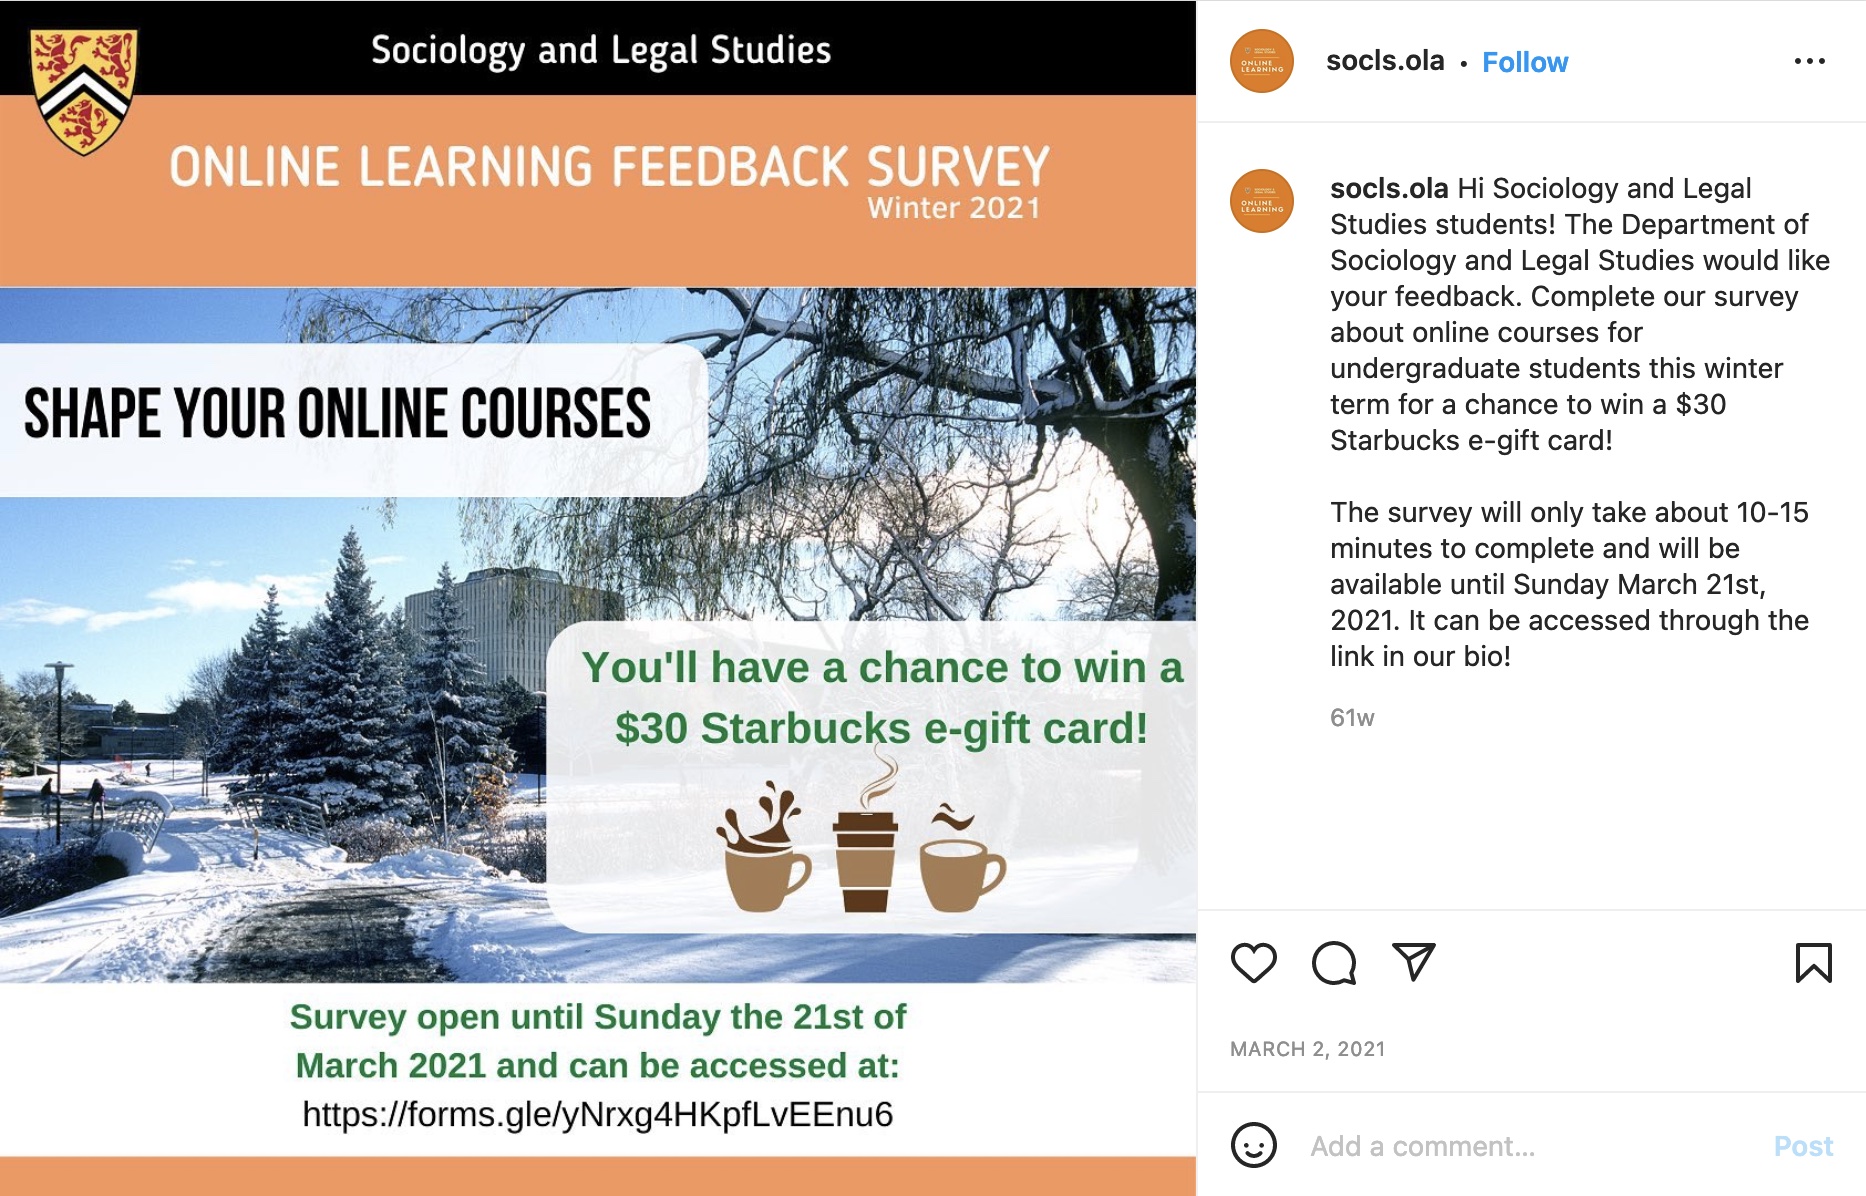 Sociology and Legal Studies
ONLINE LEARNING FEEDBACK SURVEY
Winter 2021
SHAPE YOUR ONLINE COURSES
You'll have a chance to win a
$30 Starbucks e-gift card!
Survey open until Sunday the 21st of
March 2021 and can be accessed at:
https://forms.gle/yNrxg4HKpfLvEEnu6
ONLINE
LEARNING
socls.ola • Follow
ONLINE
LEARNING
socls.ola Hi Sociology and Legal
Studies students! The Department of
Sociology and Legal Studies would like
your feedback. Complete our survey
about online courses for
undergraduate students this winter
term for a chance to win a $30
Starbucks e-gift card!
The survey will only take about 10-15
minutes to complete and will be
available until Sunday March 21st,
2021. It can be accessed through the
link in our bio!
61w
MARCH 2, 2021
Add a comment...
Post